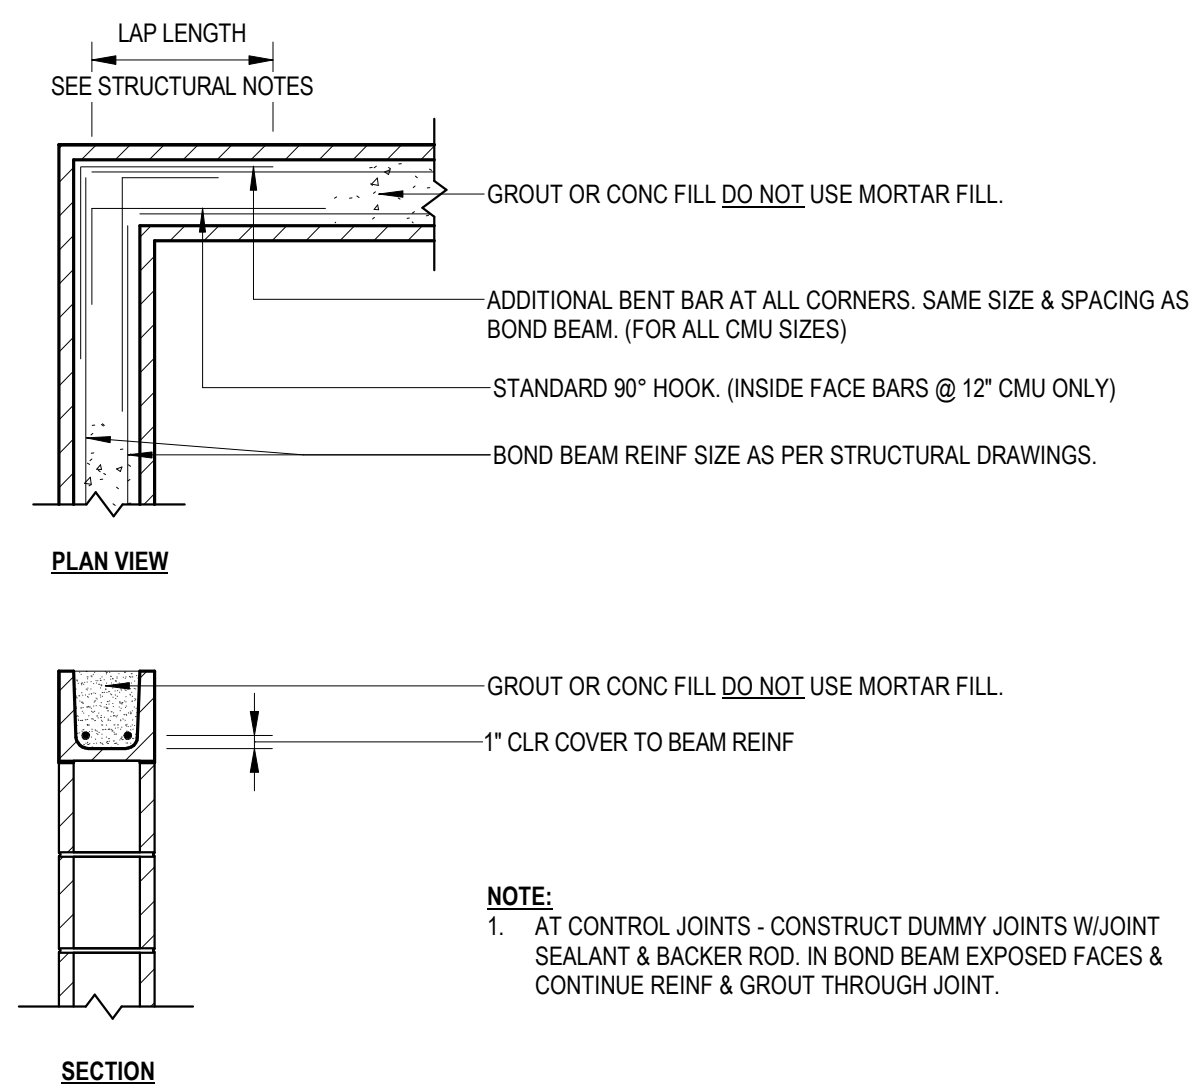 LAP LENGTH
SEE STRUCTURAL NOTES
GROUT OR CONC FILL DO NOT USE MORTAR FILL.
ADDITIONAL BENT BAR AT ALL CORNERS. SAME SIZE & SPACING AS
BOND BEAM. (FOR ALL CMU SIZES)
STANDARD 90° HOOK. (INSIDE FACE BARS @ 12" CMU ONLY)
BOND BEAM REINF SIZE AS PER STRUCTURAL DRAWINGS.
PLAN VIEW
GROUT OR CONC FILL DO NOT USE MORTAR FILL.
1" CLR COVER TO BEAM REINF
NOTE:
1. AT CONTROL JOINTS - CONSTRUCT DUMMY JOINTS W/JOINT
SEALANT & BACKER ROD. IN BOND BEAM EXPOSED FACES &
CONTINUE REINF & GROUT THROUGH JOINT.
SECTION